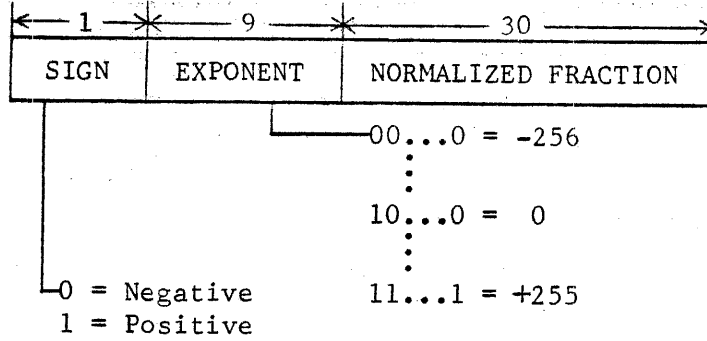 1 9 30
SIGN EXPONENT NORMALIZED FRACTION
00...0 = -256
10...0 = 0
0 = Negative 11...1 = +255
1 = Positive